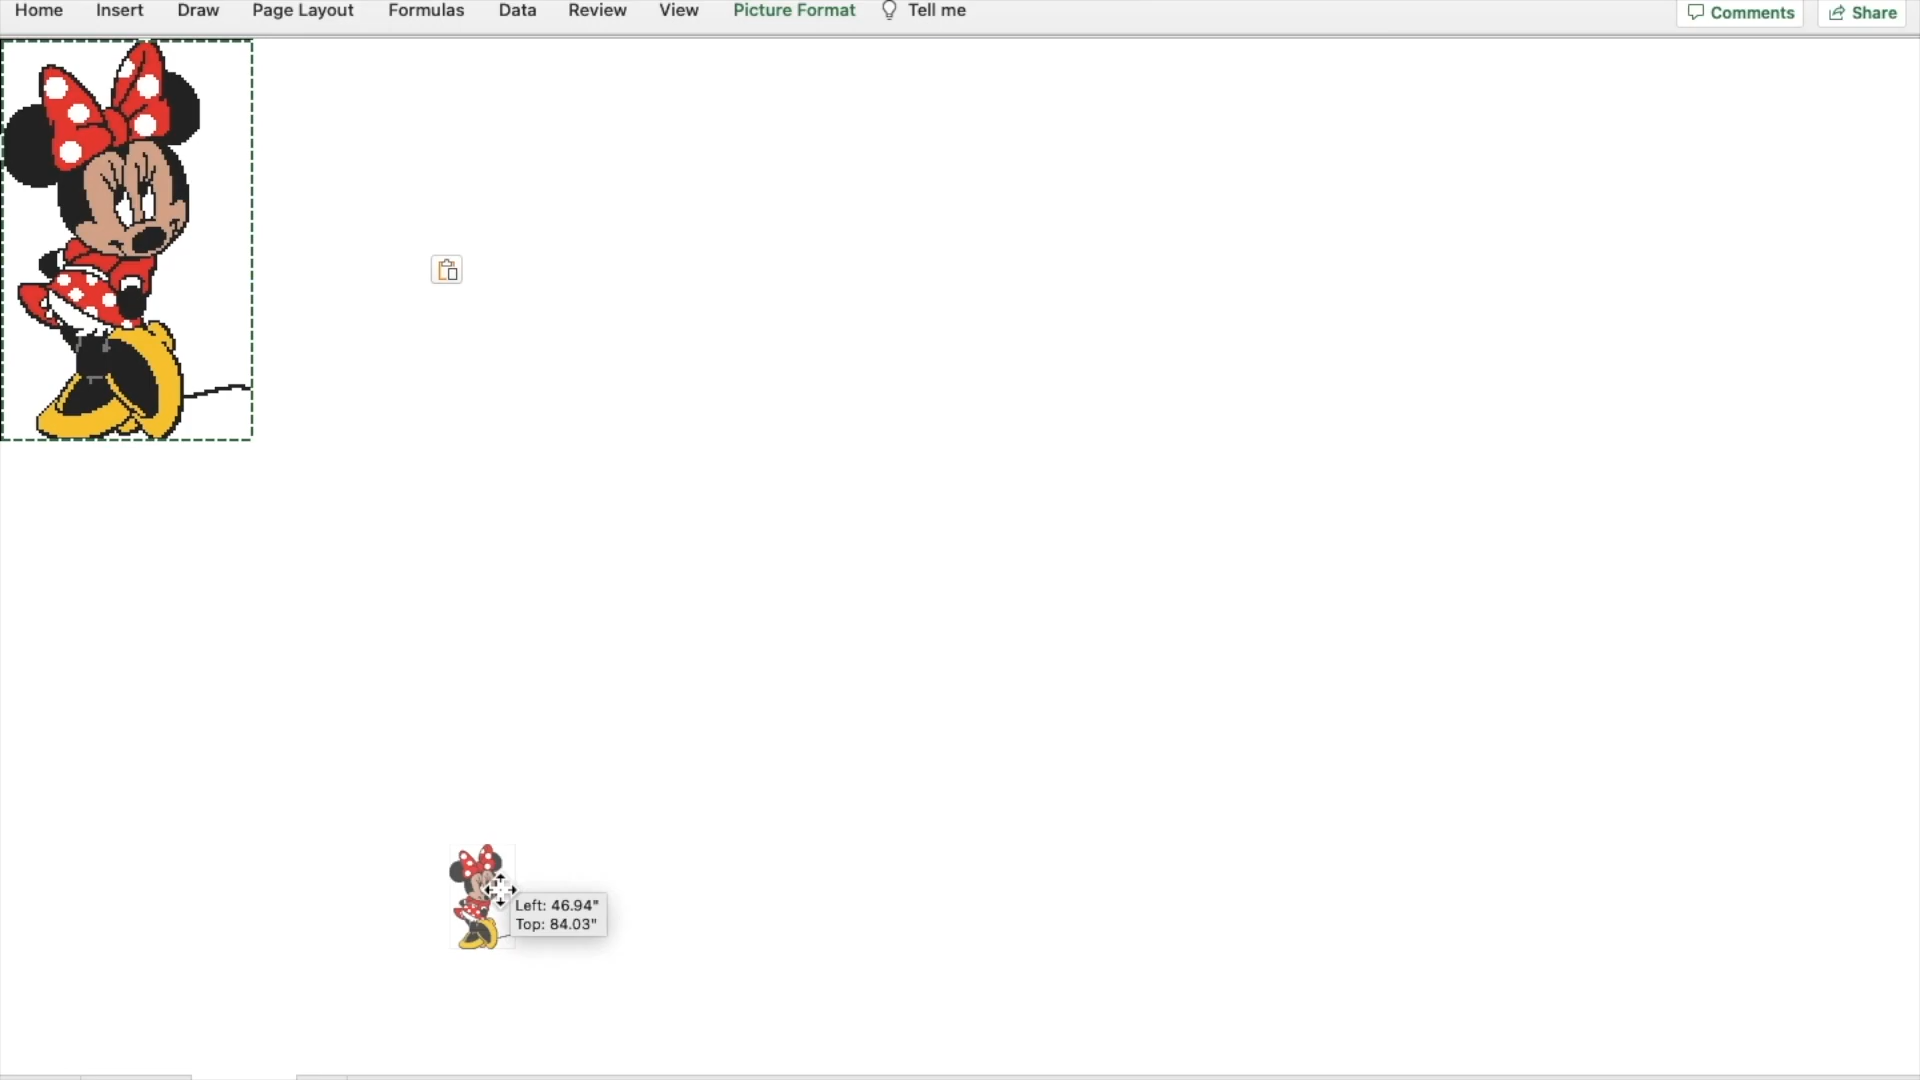 Home Insert Draw Page Layout Formulas Data Review View Picture Format Tell me Comments Share
Left: 46.94"
Top: 84.03"